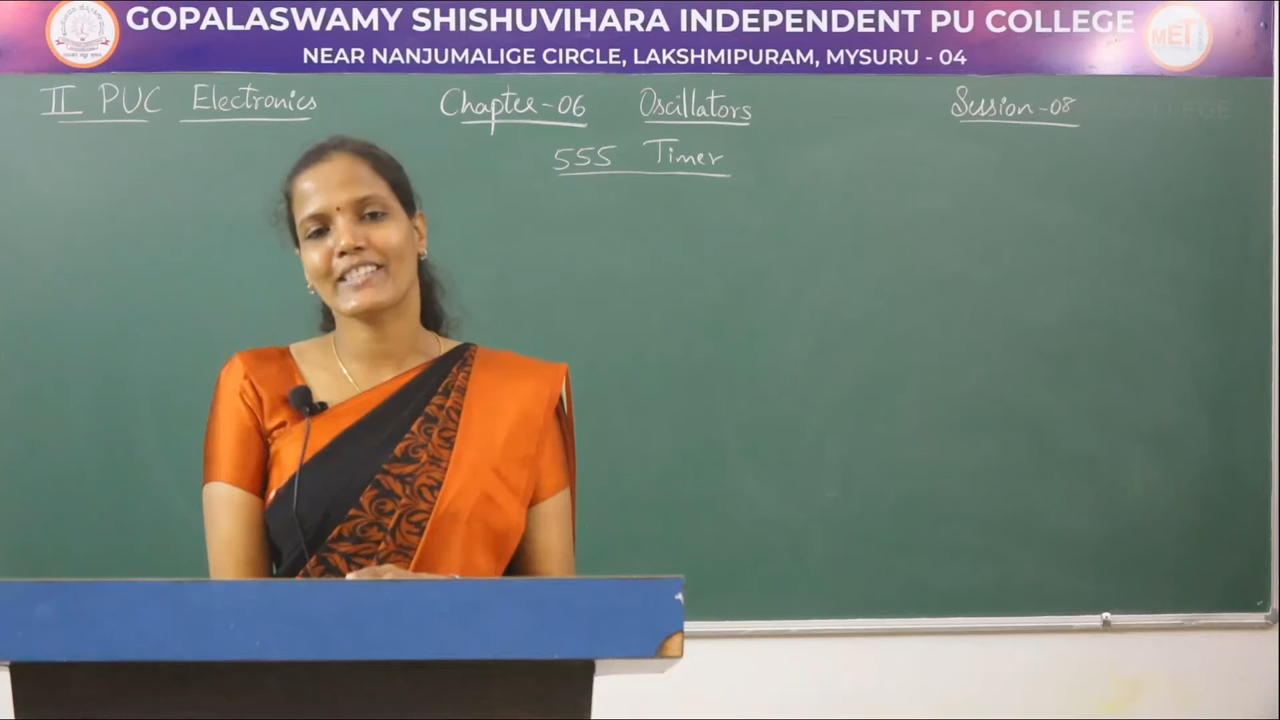 GOPALASWAMY SHISHUVIHARA INDEPENDENT PU COLLEGE
NEAR NANJUMALIGE CIRCLE, LAKSHMIPURAM, MYSURU - 04
MET
II PUC Electronics Chapter-06 Oscillators Session-08
555 Timer